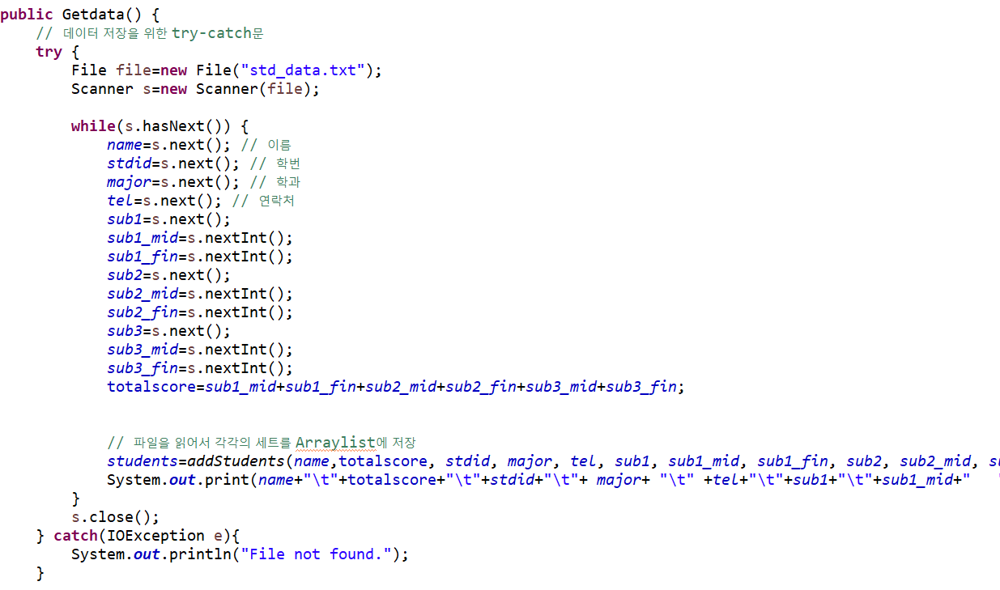 public Getdata() {
// 데이터 저장을 위한 try-catch문
try {
File file=new File("std_data.txt");
Scanner s=new Scanner(file);
while(s.hasNext()) {
name=s.next(); // 이름
stdid=s.next(); // 학번
major=s.next(); // 학과
tel=s.next(); // 연락처
sub1=s.next();
sub1_mid=s.nextInt();
sub1_fin=s.nextInt();
sub2=s.next();
sub2_mid=s.nextInt();
sub2_fin=s.nextInt();
sub3=s.next();
sub3_mid=s.nextInt();
sub3_fin=s.nextInt();
totalscore=sub1_mid+sub1_fin+sub2_mid+sub2_fin+sub3_mid+sub3_fin;
// 파일을 읽어서 각각의 세트를 Arraylist에 저장
students=addStudents(name,totalscore, stdid, major, tel, sub1, sub1_mid, sub1_fin, sub2, sub2_mid,
System.out.print(name+"\t"+totalscore+"\t"+stdid+"\t"+ major+ "\t" +tel+"\t"+sub1+"\t"+sub1_mid+"   "
}
s.close();
} catch(IOException e){
System.out.println("File not found.");
}